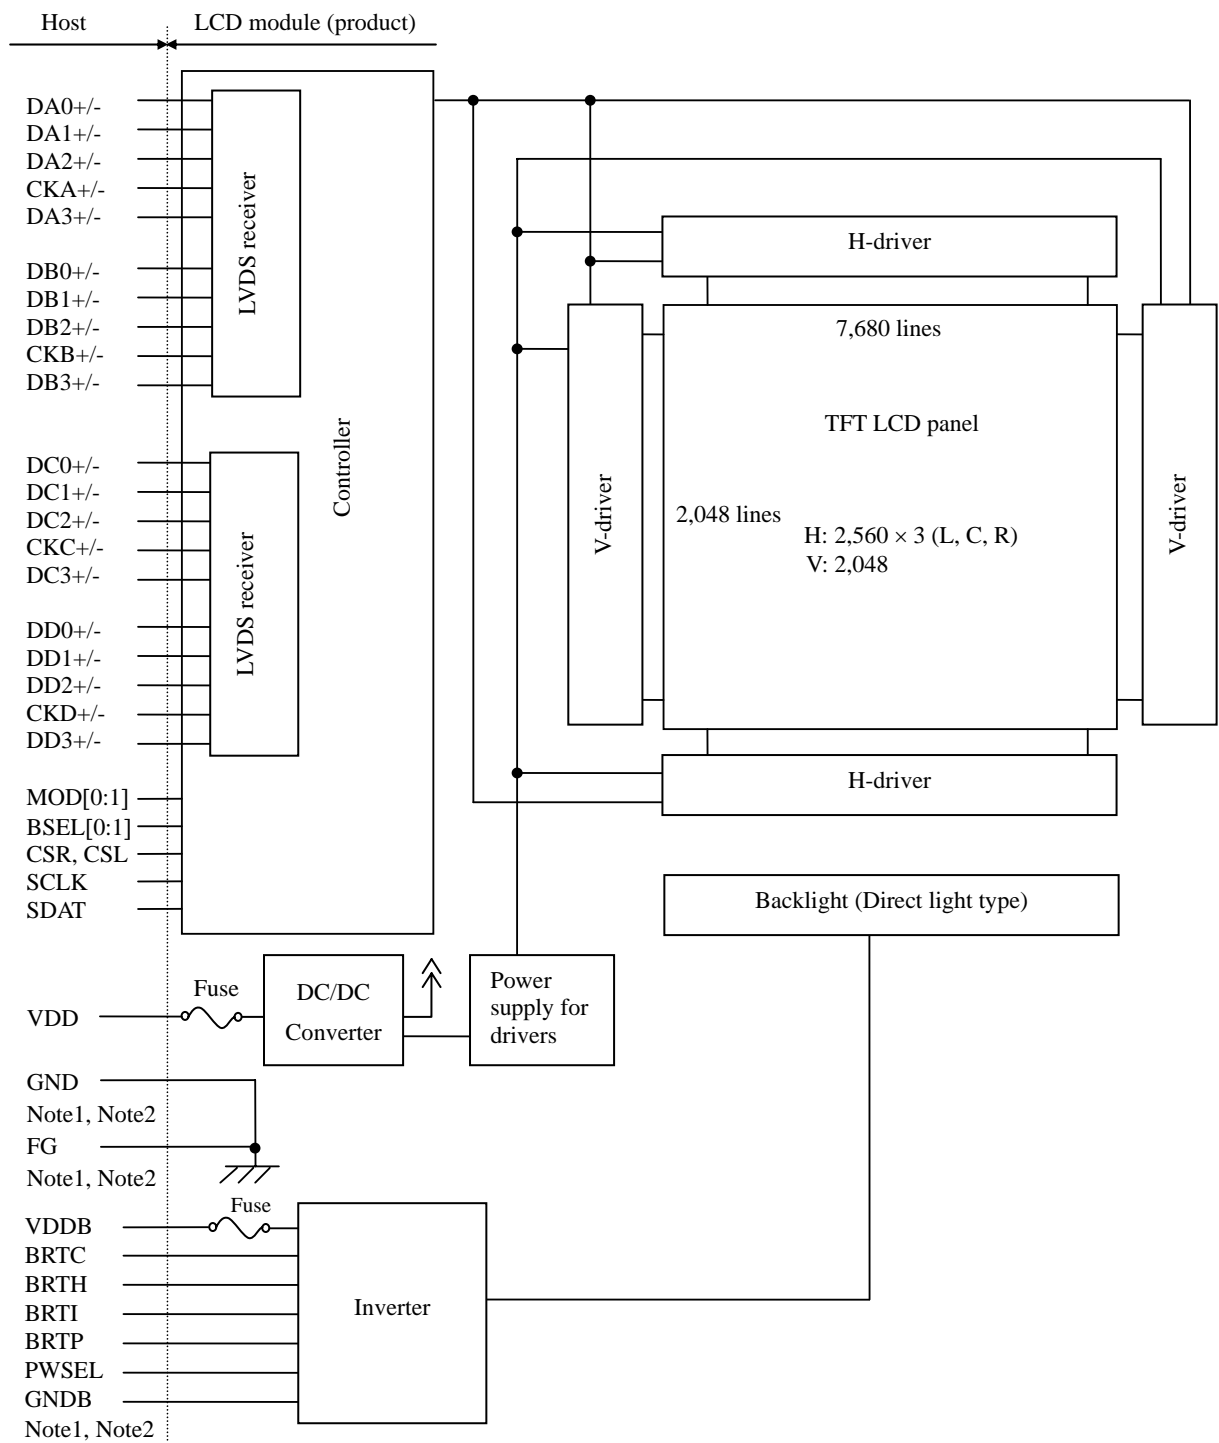 Host
LCD module (product)
DA0+/-
DA1+/-
DA2+/-
CKA+/-
DA3+/-
DB0+/-
DB1+/-
DB2+/-
CKB+/-
DB3+/-
LVDS receiver
DC0+/-
DC1+/-
DC2+/-
CKC+/-
DC3+/-
DD0+/-
DD1+/-
DD2+/-
CKD+/-
DD3+/-
LVDS receiver
Controller
MOD[0:1]
BSEL[0:1]
CSR, CSL
SCLK
SDAT
H-driver
V-driver
7,680 lines
TFT LCD panel
2,048 lines
H: 2,560 × 3 (L, C, R)
V: 2,048
V-driver
H-driver
Backlight (Direct light type)
VDD
Fuse
DC/DC
Converter
Power
supply for
drivers
GND
Note1, Note2
FG
Note1, Note2
Fuse
VDDB
BRTC
BRTH
BRTI
BRTP
PWSEL
GNDB
Note1, Note2
Inverter